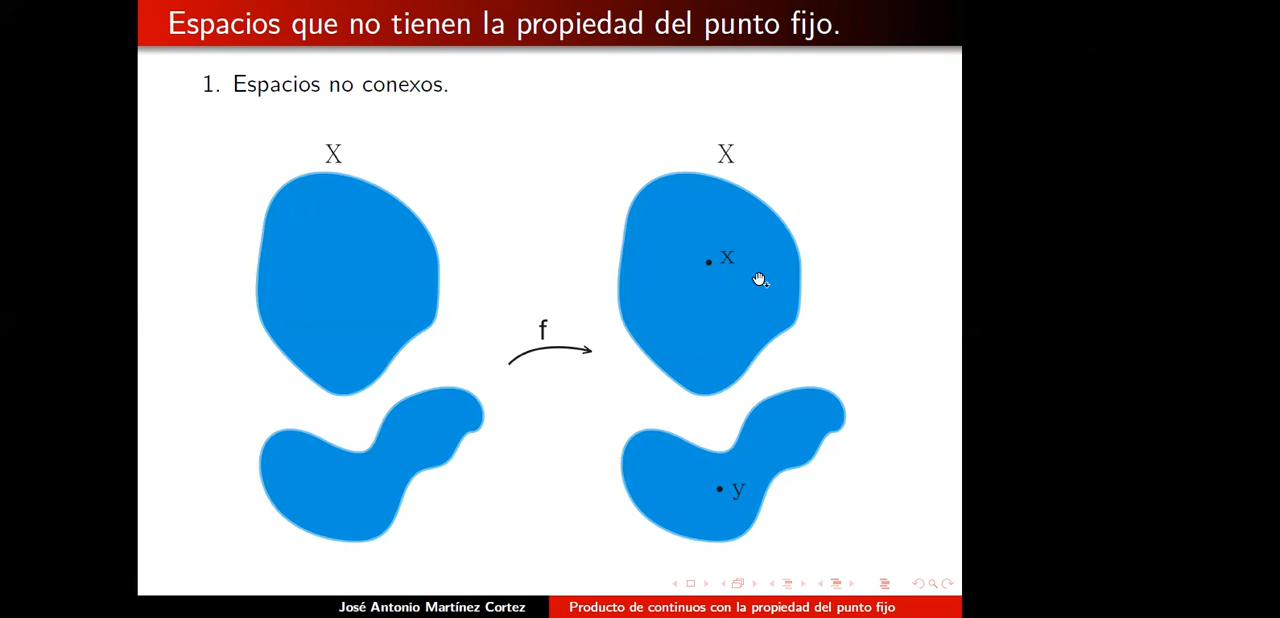 Espacios que no tienen la propiedad del punto fijo.
1. Espacios no conexos.
X
X
x
f
y
José Antonio Martínez Cortez
Producto de continuos con la propiedad del punto fijo